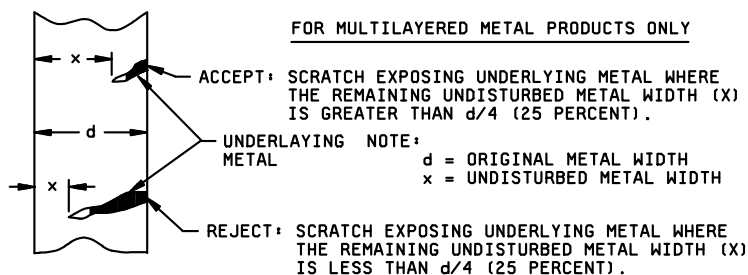 FOR MULTILAYERED METAL PRODUCTS ONLY
x
ACCEPT: SCRATCH EXPOSING UNDERLYING METAL WHERE
THE REMAINING UNDISTURBED METAL WIDTH (X)
IS GREATER THAN d/4 (25 PERCENT).
d
UNDERLAYING NOTE:
METAL d = ORIGINAL METAL WIDTH
x = UNDISTURBED METAL WIDTH
x
REJECT: SCRATCH EXPOSING UNDERLYING METAL WHERE
THE REMAINING UNDISTURBED METAL WIDTH (X)
IS LESS THAN d/4 (25 PERCENT).